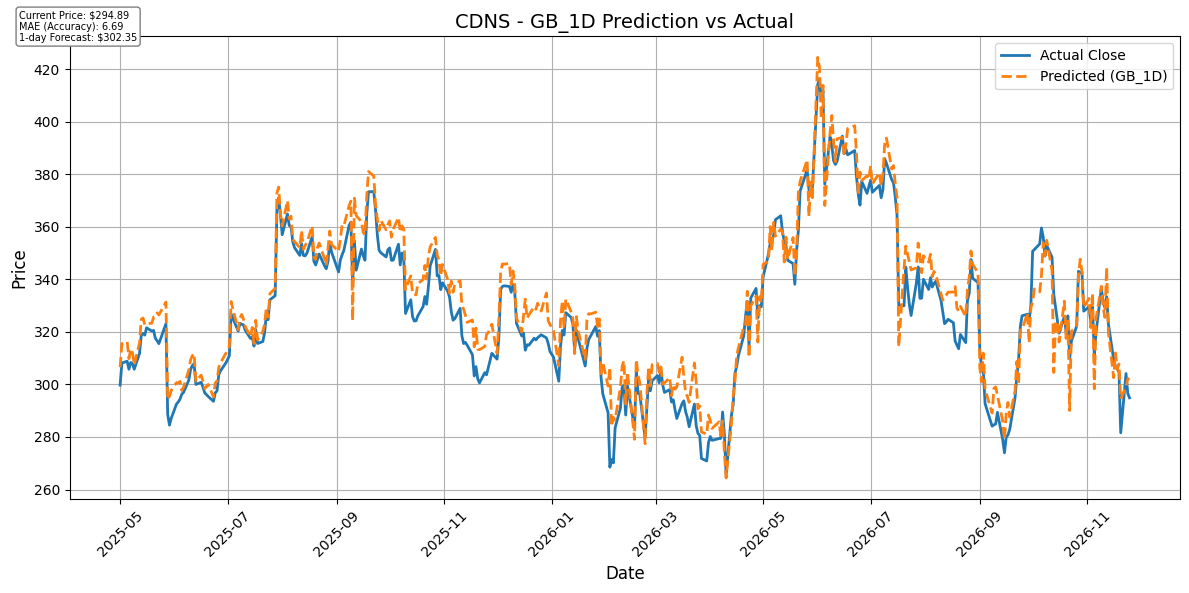 CDNS - GB_1D Prediction vs Actual
Current Price: $294.89
MAE (Accuracy): 6.69
1-day Forecast: $302.35
Actual Close
Predicted (GB_1D)
Price
420
400
380
360
340
320
300
280
260
2025-05
2025-07
2025-09
2025-11
2026-01
2026-03
2026-05
2026-07
2026-09
2026-11
Date